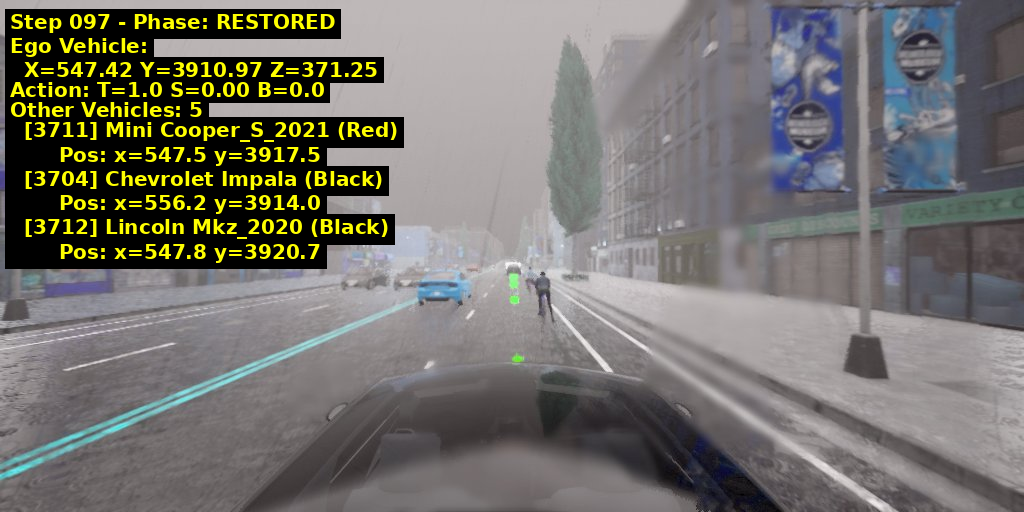 Step 097 - Phase: RESTORED
Ego Vehicle:
X=547.42 Y=3910.97 Z=371.25
Action: T=1.0 S=0.00 B=0.0
Other Vehicles: 5
[3711] Mini Cooper_S_2021 (Red)
Pos: x=547.5 y=3917.5
[3704] Chevrolet Impala (Black)
Pos: x=556.2 y=3914.0
[3712] Lincoln Mkz_2020 (Black)
Pos: x=547.8 y=3920.7
VARIETY